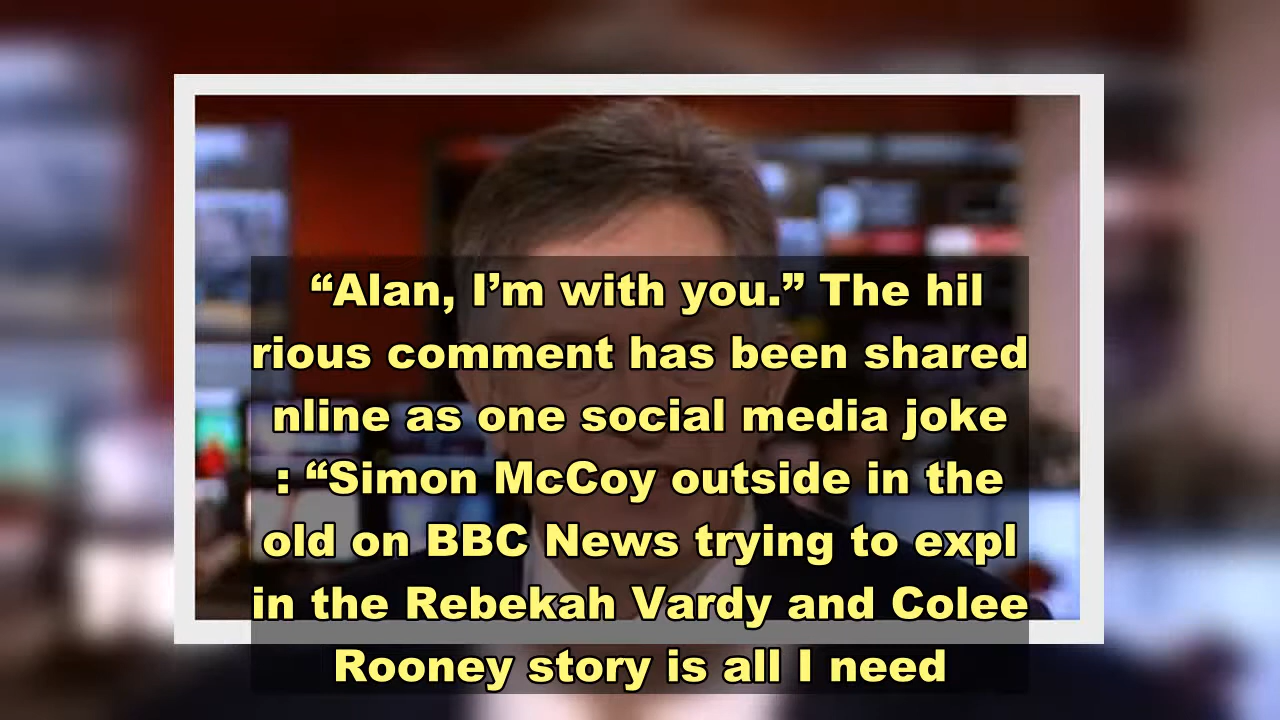 “Alan, I’m with you.” The hil
rious comment has been shared
nline as one social media joke
: “Simon McCoy outside in the
old on BBC News trying to expl
in the Rebekah Vardy and Colee
Rooney story is all I need